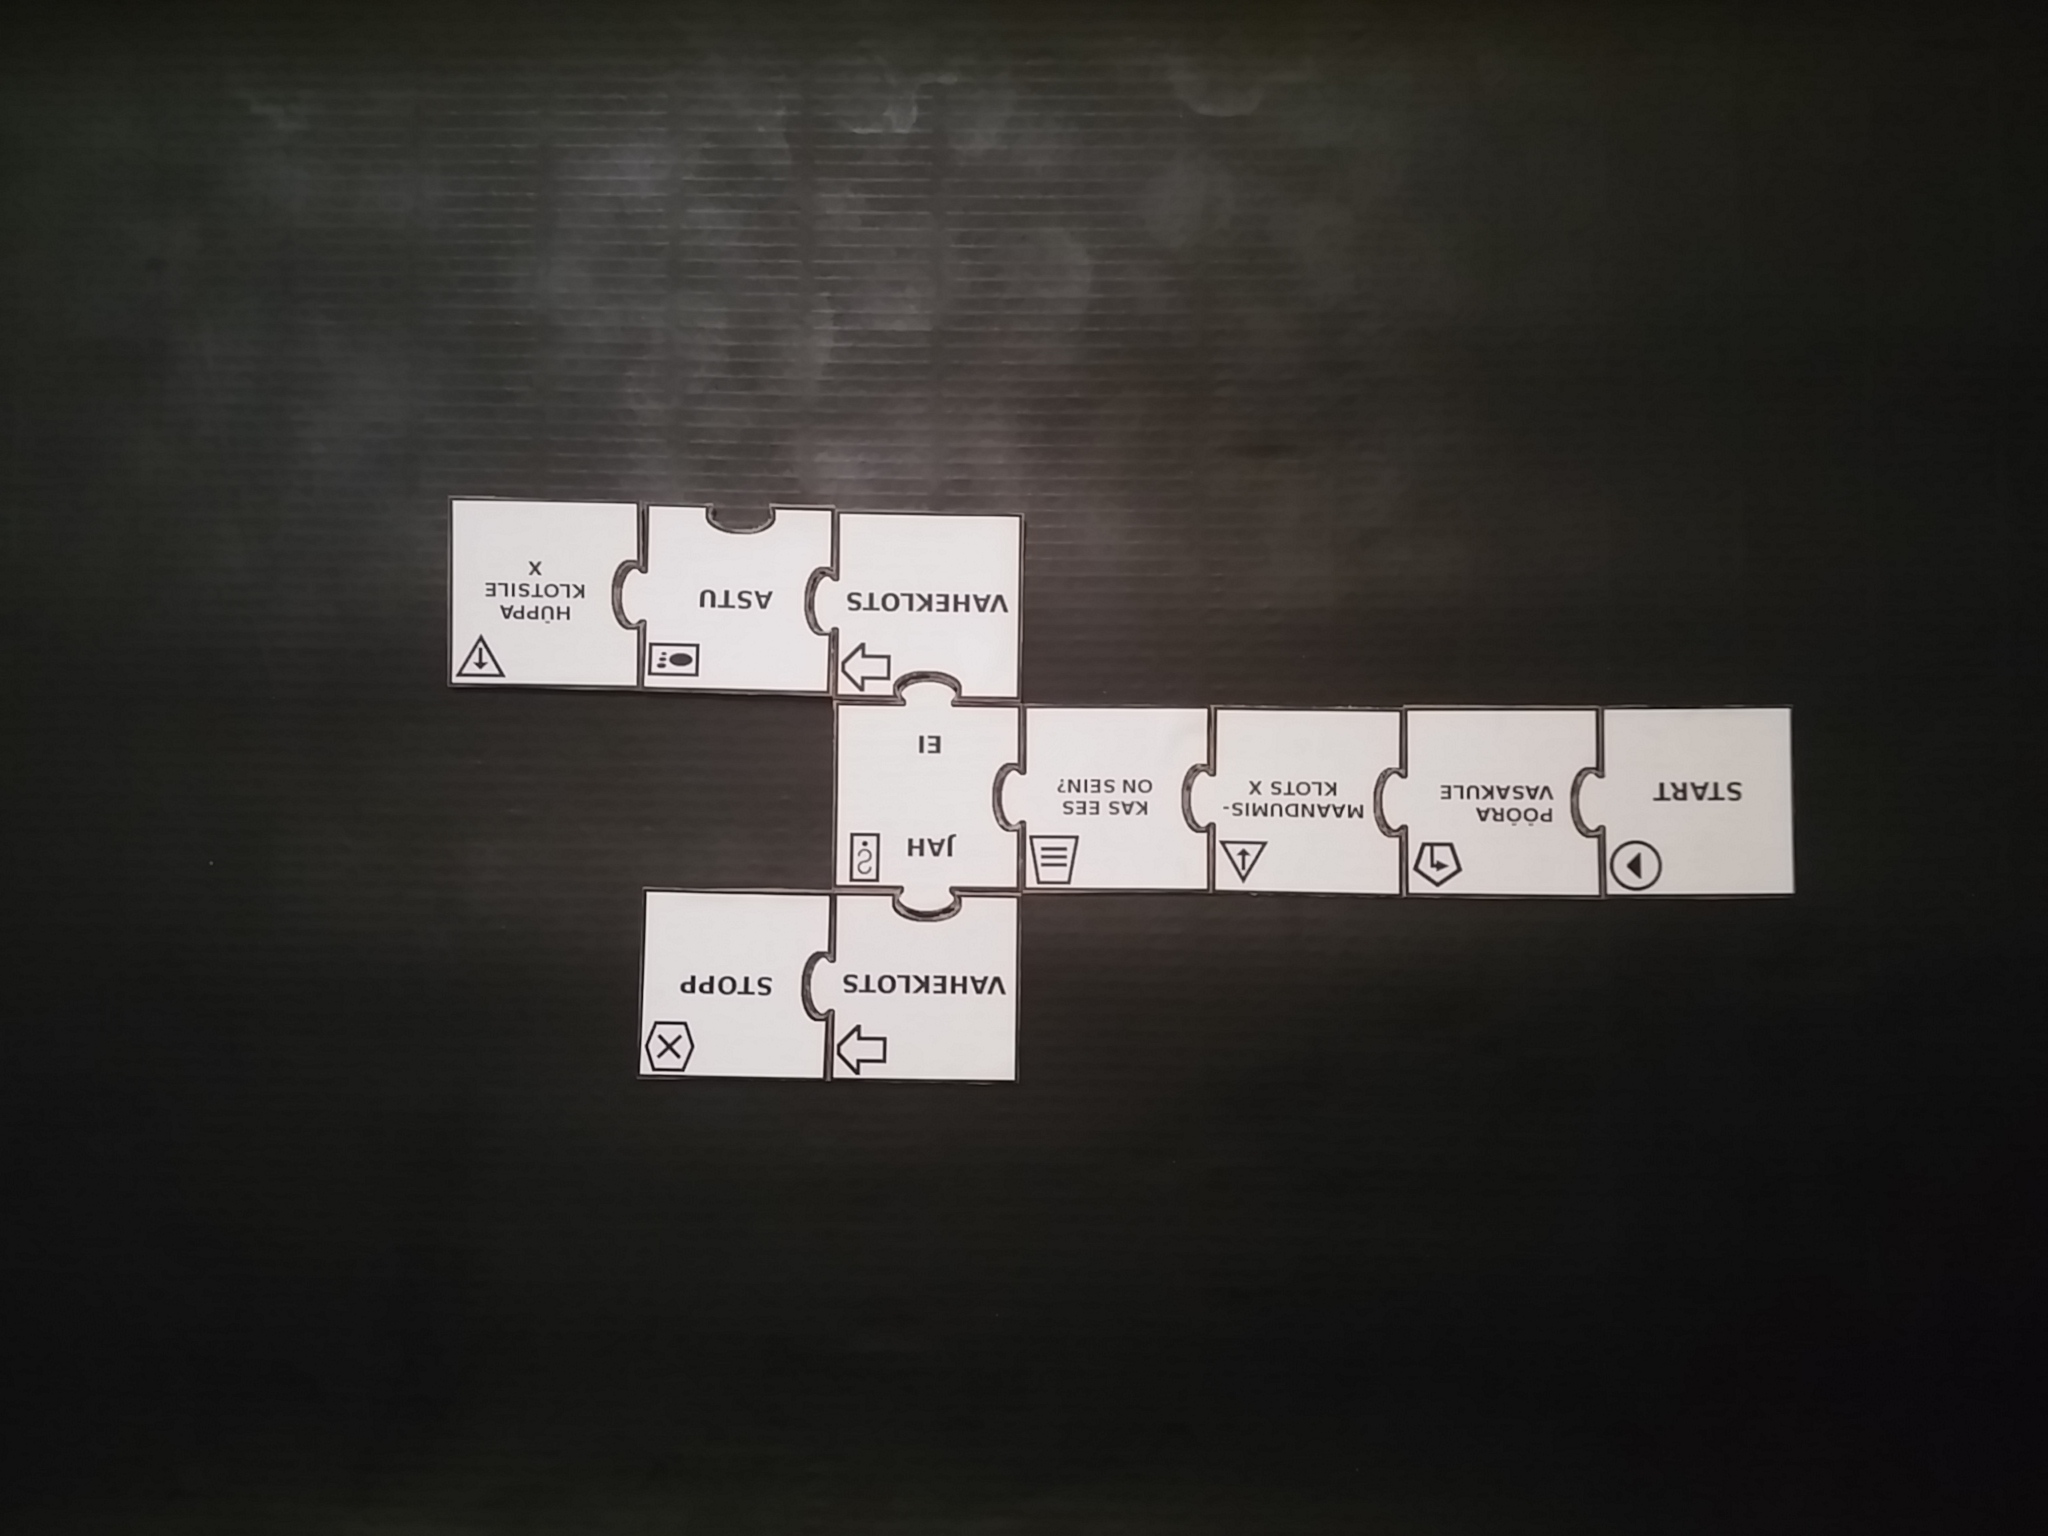 START
PÖÖRA
VASAKULE
MAANDUMIS-
KLOTS X
KAS EES
ON SEIN?
JAH
EI
VAHEKLOTS
STOPP
VAHEKLOTS
ASTU
HÜPPA
KLOTSILE
X